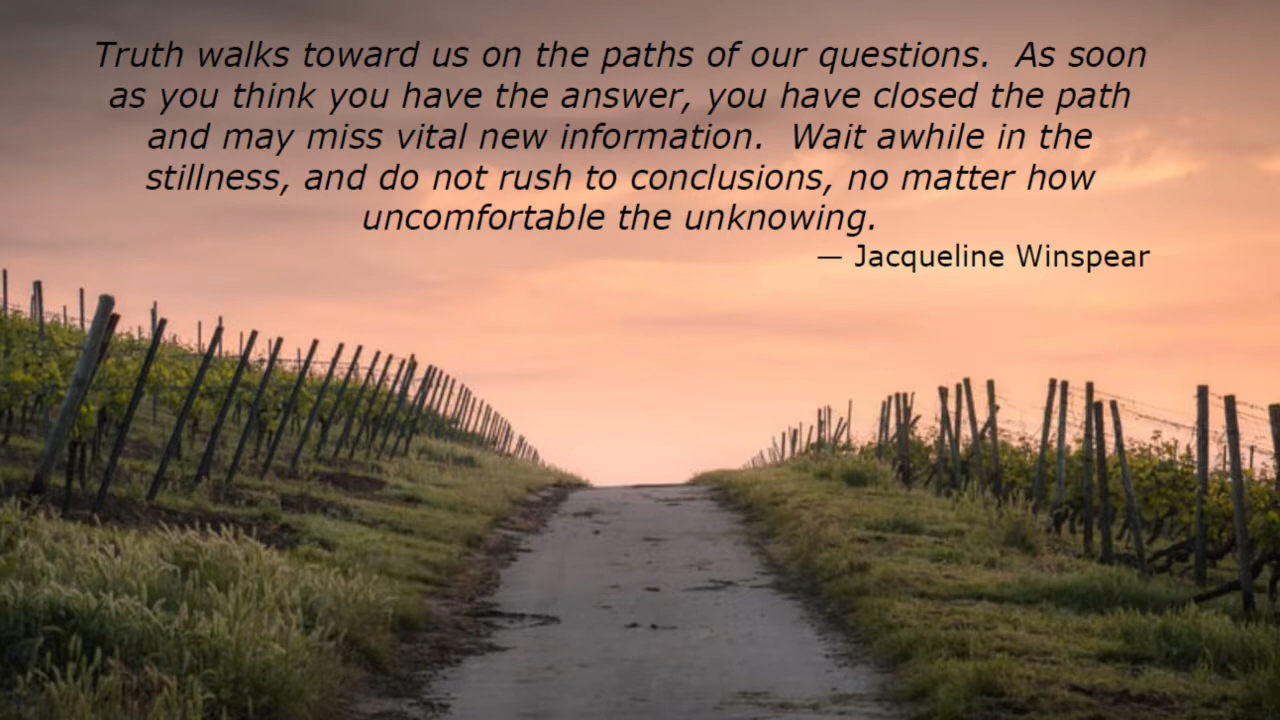 Truth walks toward us on the paths of our questions.  As soon
as you think you have the answer, you have closed the path
and may miss vital new information.  Wait awhile in the
stillness, and do not rush to conclusions, no matter how
uncomfortable the unknowing.
— Jacqueline Winspear